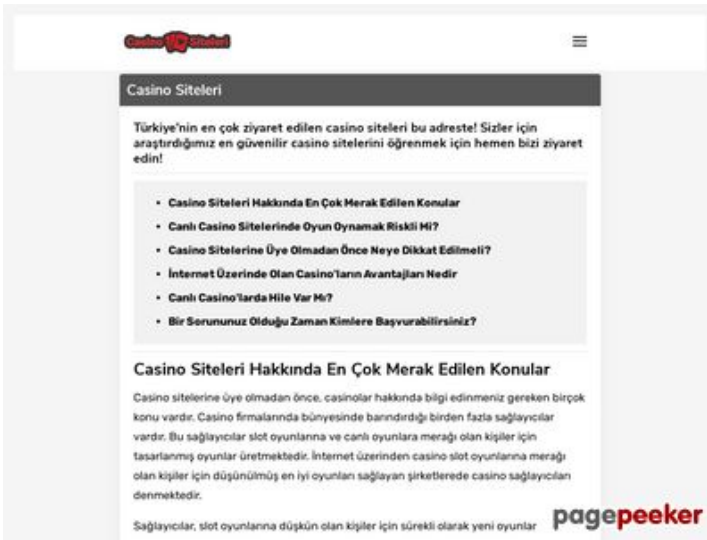 Casino Siteleri
Casino Siteleri
Türkiye'nin en çok ziyaret edilen casino siteleri bu adreste! Sizler için
araştırdığımız en güvenilir casino sitelerini öğrenmek için hemen bizi ziyaret
edin!
• Casino Siteleri Hakkında En Çok Merak Edilen Konular
• Canlı Casino Sitelerinde Oyun Oynamak Riskli Mi?
• Casino Sitelerine Üye Olmadan Önce Neye Dikkat Edilmeli?
• İnternet Üzerinde Olan Casino'ların Avantajları Nedir
• Canlı Casino'larda Hile Var Mı?
• Bir Sorununuz Olduğu Zaman Kimlere Başvurabilirsiniz?
Casino Siteleri Hakkında En Çok Merak Edilen Konular
Casino sitelerine üye olmadan önce, casinolar hakkında bilgi edinmeniz gereken birçok
konu vardır. Casino firmalarında bünyesinde barındırdığı birden fazla sağlayıcılar
vardır. Bu sağlayıcılar slot oyunlarına ve canlı oyunlara merağı olan kişiler için
tasarlanmış oyunlar üretmektedir. İnternet üzerinden casino slot oyunlarına merağı
olan kişiler için düşünülmüş en iyi oyunları sağlayan şirketlerede casino sağlayıcıları
denmektedir.
Sağlayıcılar, slot oyunlarına düşkün olan kişiler için sürekli olarak yeni oyunlar
pagepeeker